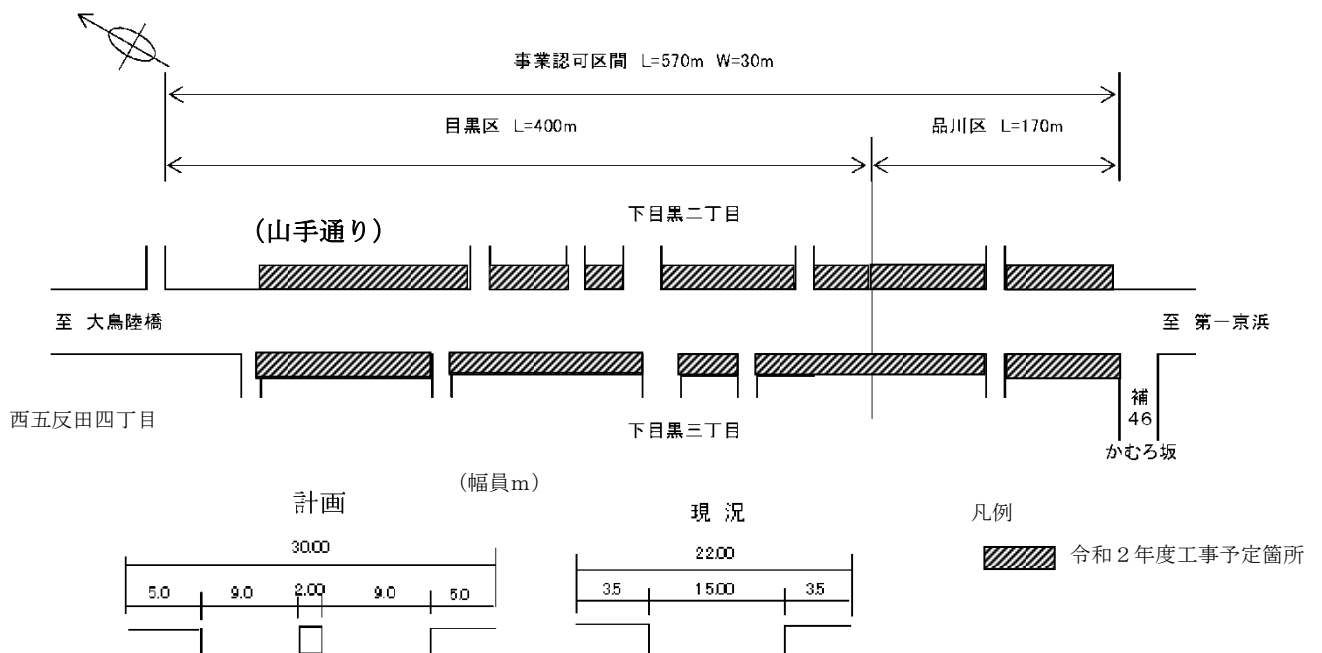 事業認可区間 L=570m W=30m
目黒区 L=400m
品川区 L=170m
下目黒二丁目
(山手通り)
至 大鳥陸橋
至 第一京浜
西五反田四丁目
下目黒三丁目
補
46
かむろ坂
(幅員m)
計画
現 況
凡例
30.00
22.00
令和2年度工事予定箇所
5.0 9.0 2.00 9.0 5.0
3.5 15.00 3.5